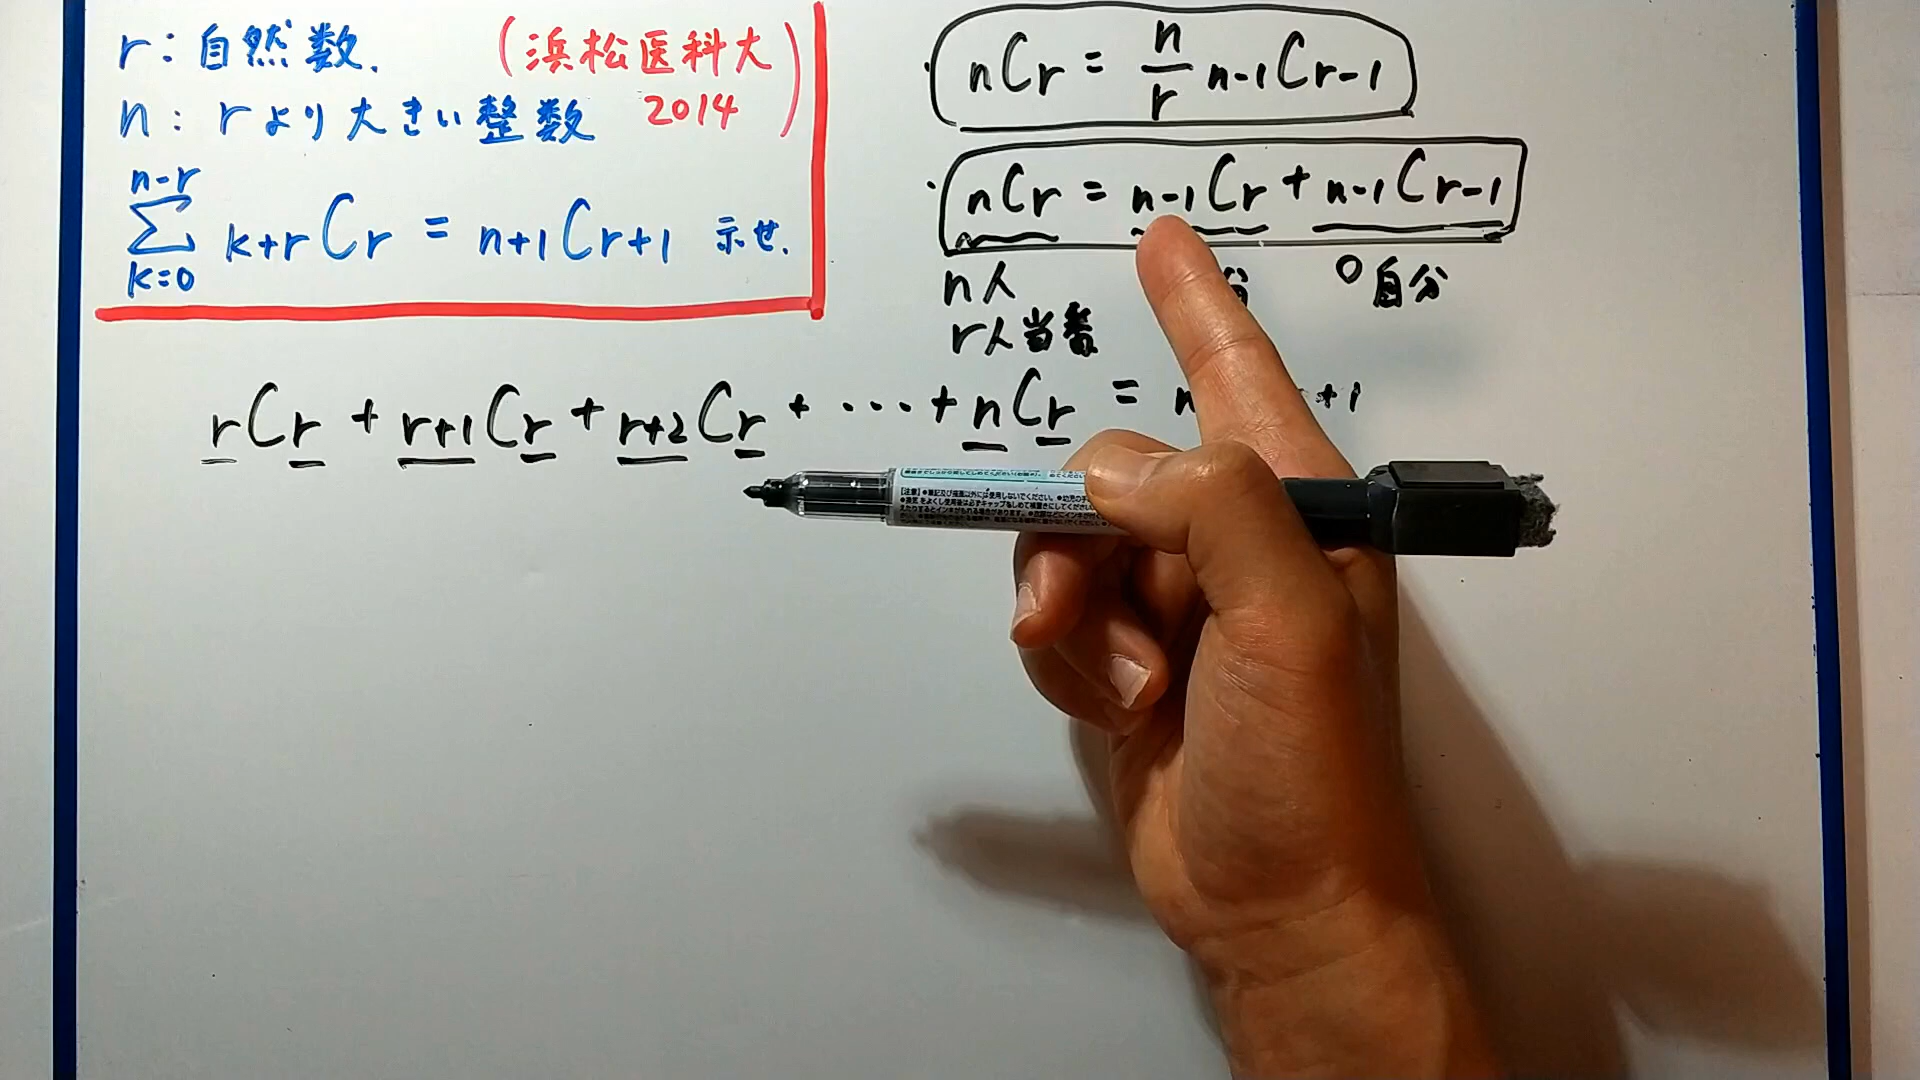 r:自然数. (浜松医科大)
2014
n:rより大きい整数
n-r
Σ k+rCr = n+1Cr+1 示せ.
k=0
・nCr = n/r n-1Cr-1
・nCr = n-1Cr + n-1Cr-1
n人
r人当番
○自分
rCr + r+1Cr + r+2Cr + ... + nCr =